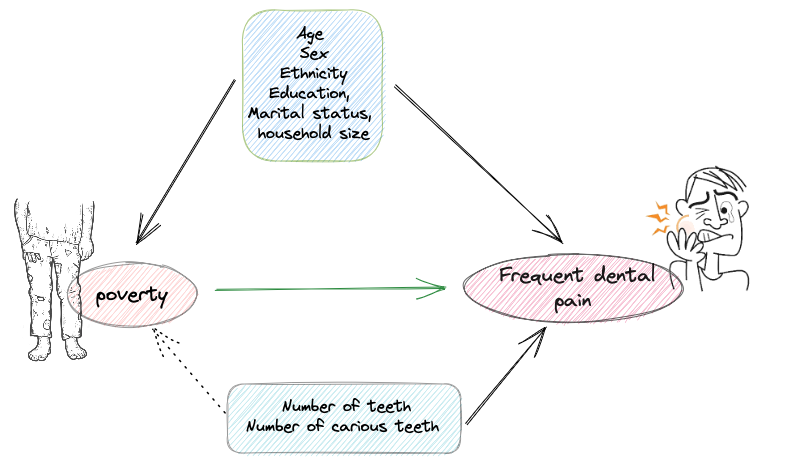 Age
Sex
Ethnicity
Education,
Marital status,
household size
poverty
Frequent dental
pain
Number of teeth
Number of carious teeth